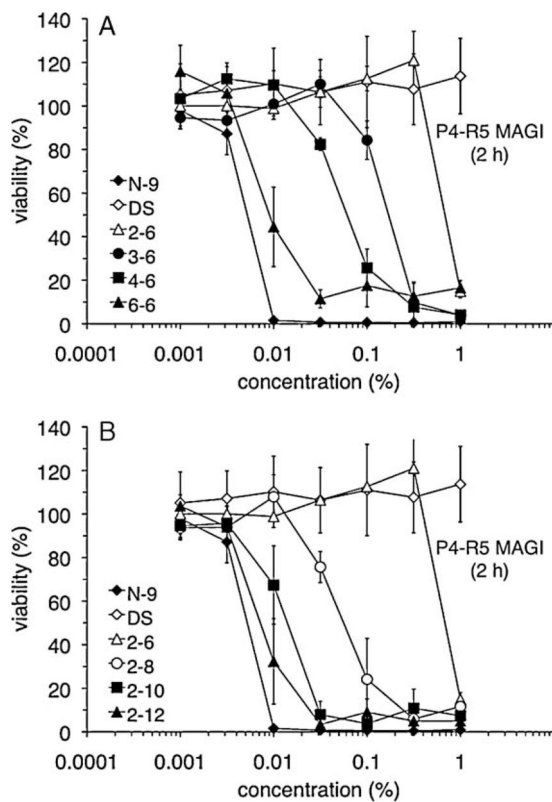 A
140
120
100
80
60
40
20
0
viability (%)
P4-R5 MAGI
(2 h)
N-9
DS
2-6
3-6
4-6
6-6
0.0001 0.001 0.01 0.1 1
concentration (%)
B
140
120
100
80
60
40
20
0
viability (%)
P4-R5 MAGI
(2 h)
N-9
DS
2-6
2-8
2-10
2-12
0.0001 0.001 0.01 0.1 1
concentration (%)